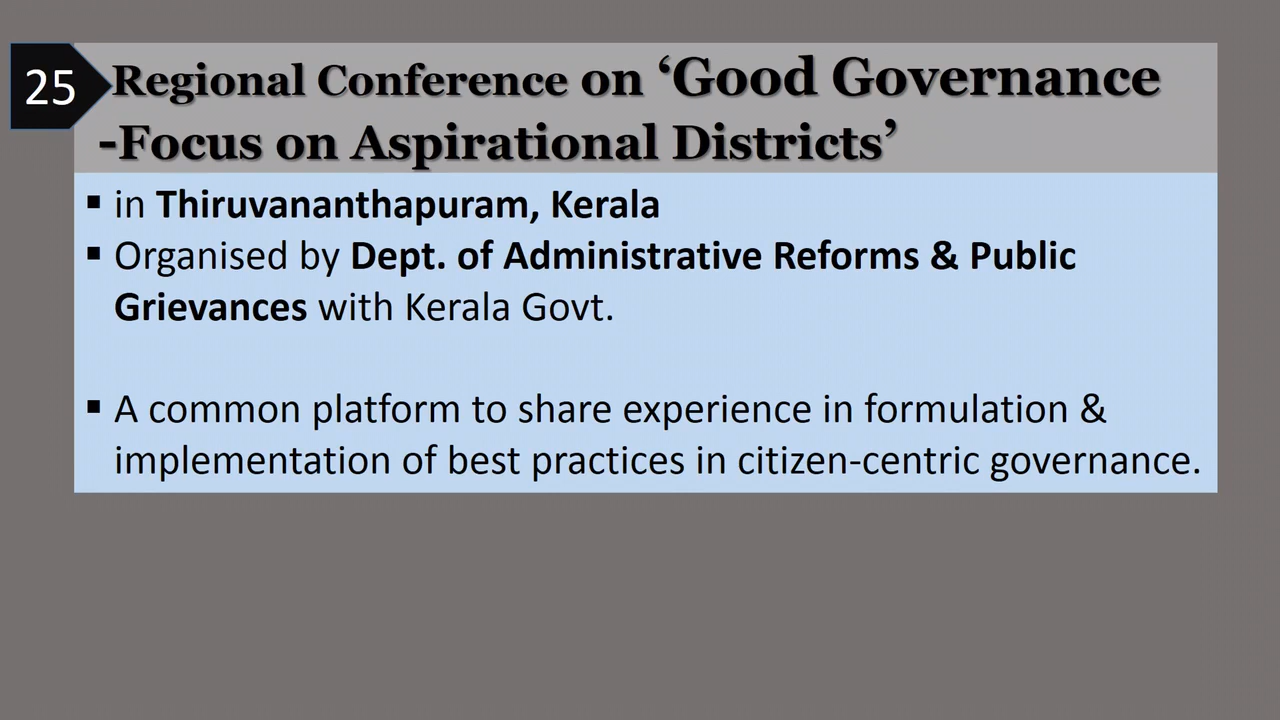 25
Regional Conference on ‘Good Governance
-Focus on Aspirational Districts’
▪ in Thiruvananthapuram, Kerala
▪ Organised by Dept. of Administrative Reforms & Public
Grievances with Kerala Govt.
▪ A common platform to share experience in formulation &
implementation of best practices in citizen-centric governance.